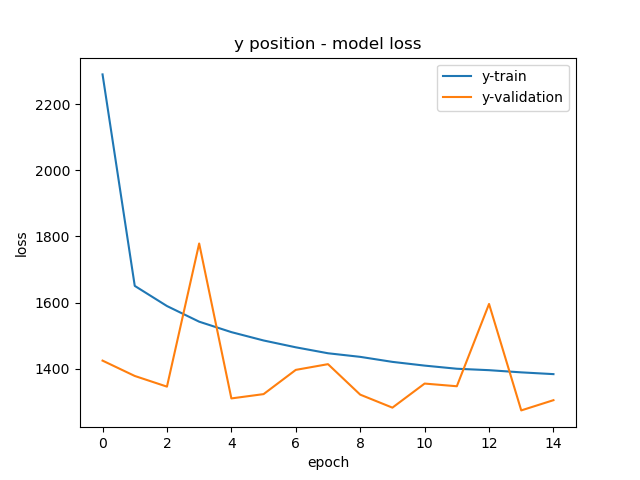 y position - model loss
y-train
y-validation
2200
2000
1800
1600
1400
loss
0 2 4 6 8 10 12 14
epoch